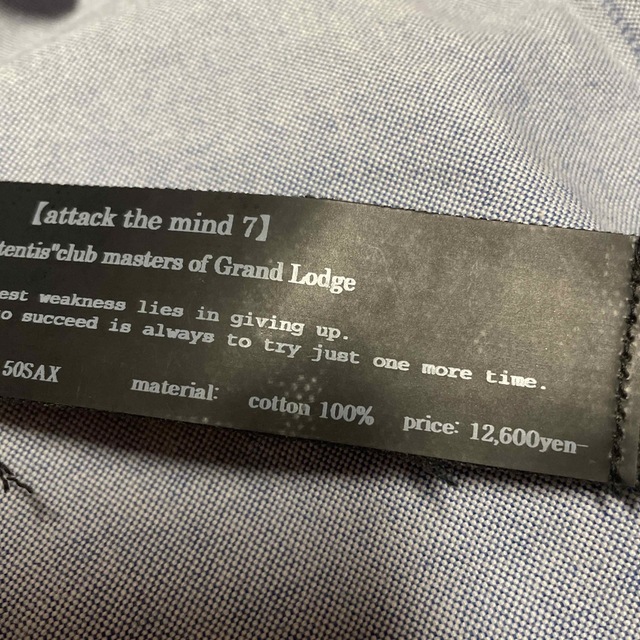 【attack the mind 7】
tentis"club masters of Grand Lodge
est weakness lies in giving up.
o succeed is always to try just one more time.
50SAX material: cotton 100% price: 12,600yen-